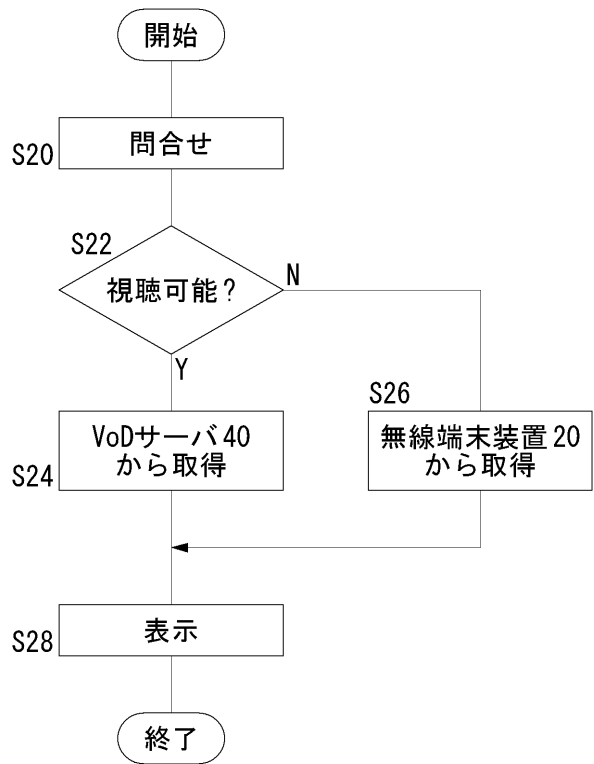 開始
S20
問合せ
S22
視聴可能?
N
Y
S24
VoDサーバ40
から取得
S26
無線端末装置20
から取得
S28
表示
終了